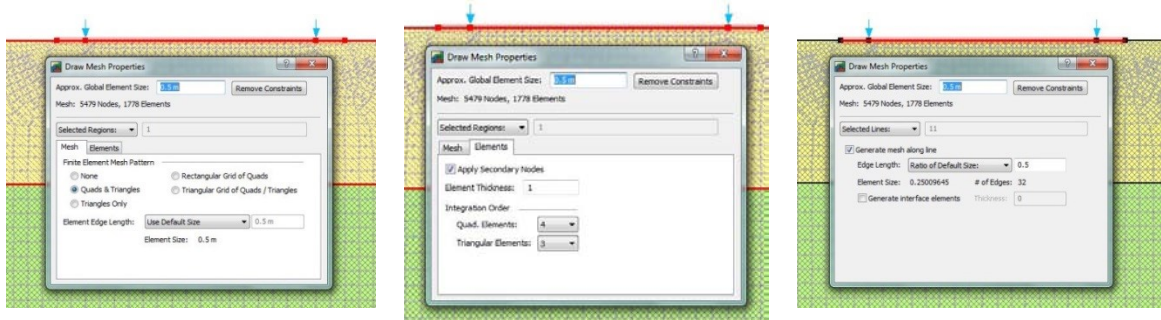 Draw Mesh Properties
Approx. Global Element Size: 0.5 m Remove Constraints
Mesh: 5479 Nodes, 1778 Elements
Selected Regions: 1
Mesh Elements
Finite Element Mesh Pattern
None Rectangular Grid of Quads
Quads & Triangles Triangular Grid of Quads / Triangles
Triangles Only
Element Edge Length: Use Default Size 0.5 m
Element Size: 0.5 m
Draw Mesh Properties
Approx. Global Element Size: 0.5 m Remove Constraints
Mesh: 5479 Nodes, 1778 Elements
Selected Regions: 1
Mesh Elements
Apply Secondary Nodes
Element Thickness: 1
Integration Order
Quad. Elements: 4
Triangular Elements: 3
Draw Mesh Properties
Approx. Global Element Size: 0.5 m Remove Constraints
Mesh: 5479 Nodes, 1778 Elements
Selected Lines: 11
Generate mesh along line
Edge Length: Ratio of Default Size: 0.5
Element Size: 0.25009645 # of Edges: 32
Generate interface elements Thickness: 0